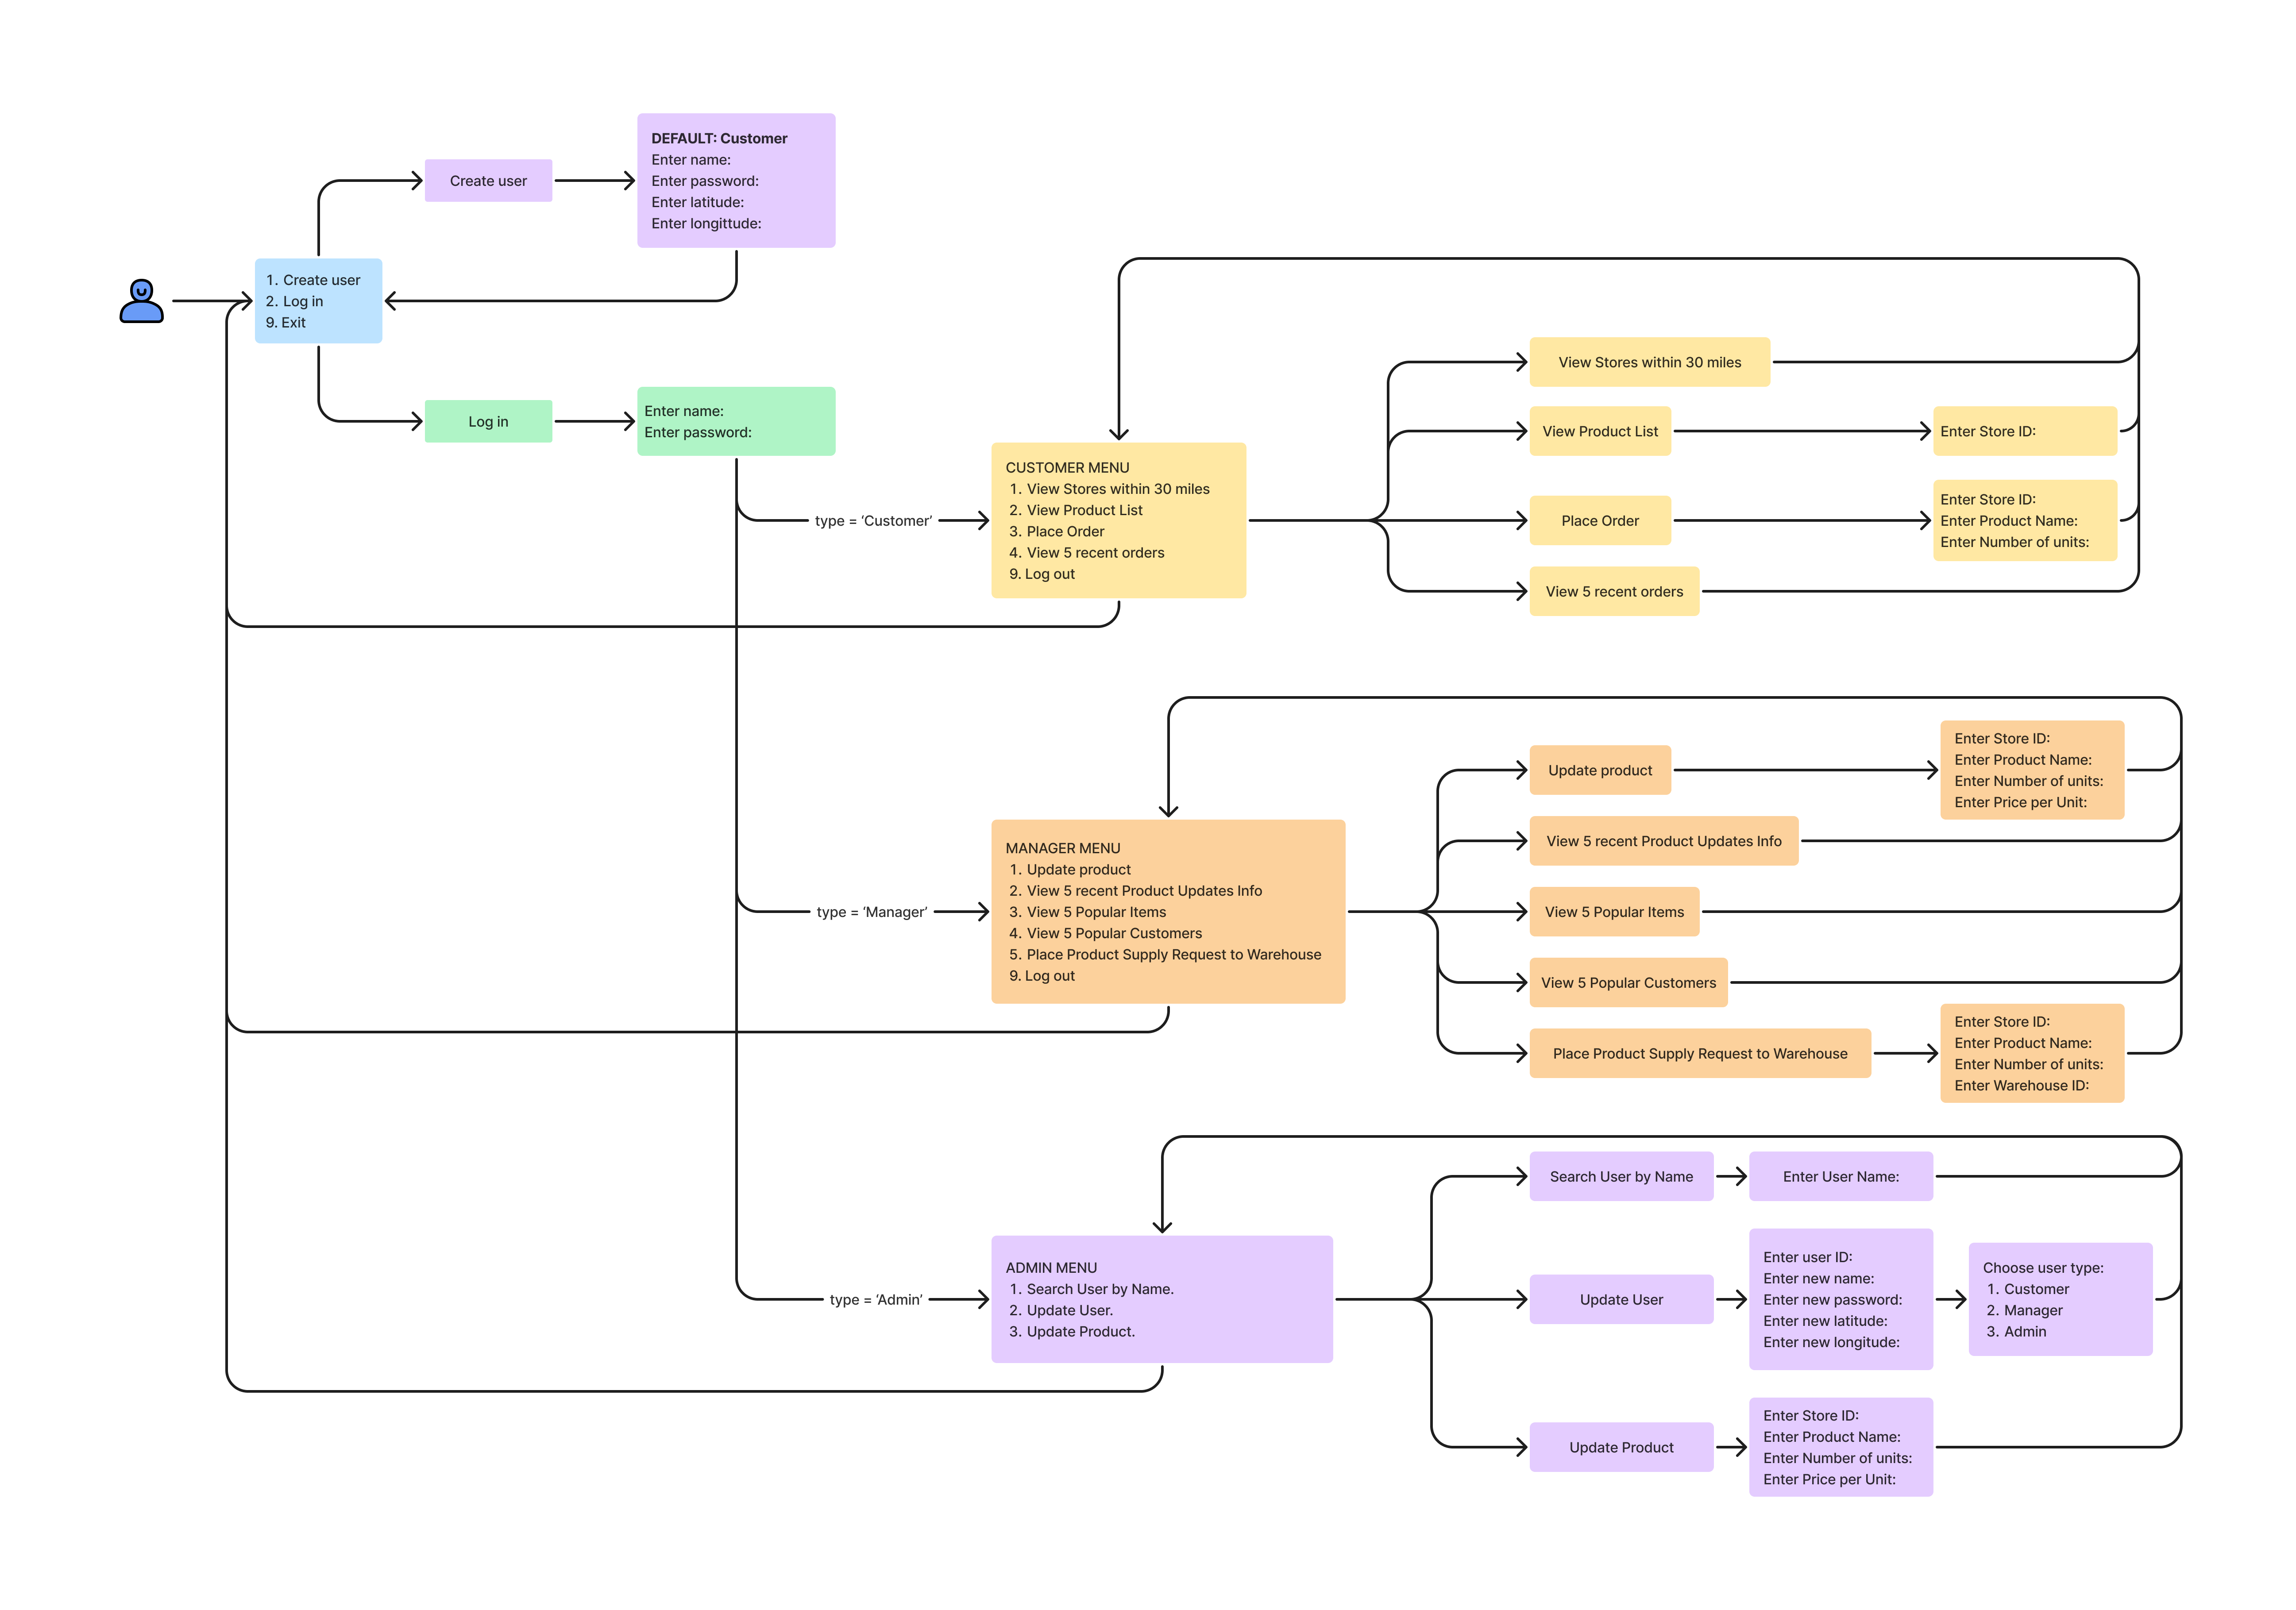 DEFAULT: Customer
Enter name:
Enter password:
Enter latitude:
Enter longittude:
Create user
1. Create user
2. Log in
9. Exit
Log in
Enter name:
Enter password:
type = ‘Customer’
CUSTOMER MENU
1. View Stores within 30 miles
2. View Product List
3. Place Order
4. View 5 recent orders
9. Log out
View Stores within 30 miles
View Product List
Enter Store ID:
Place Order
Enter Store ID:
Enter Product Name:
Enter Number of units:
View 5 recent orders
type = ‘Manager’
MANAGER MENU
1. Update product
2. View 5 recent Product Updates Info
3. View 5 Popular Items
4. View 5 Popular Customers
5. Place Product Supply Request to Warehouse
9. Log out
Update product
Enter Store ID:
Enter Product Name:
Enter Number of units:
Enter Price per Unit:
View 5 recent Product Updates Info
View 5 Popular Items
View 5 Popular Customers
Place Product Supply Request to Warehouse
Enter Store ID:
Enter Product Name:
Enter Number of units:
Enter Warehouse ID:
type = ‘Admin’
ADMIN MENU
1. Search User by Name.
2. Update User.
3. Update Product.
Search User by Name
Enter User Name:
Update User
Enter user ID:
Enter new name:
Enter new password:
Enter new latitude:
Enter new longitude:
Choose user type:
1. Customer
2. Manager
3. Admin
Update Product
Enter Store ID:
Enter Product Name:
Enter Number of units:
Enter Price per Unit: